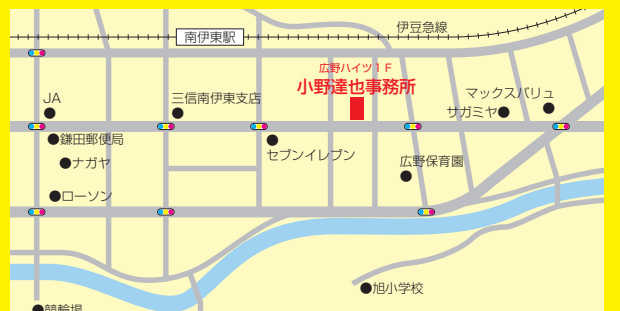 伊豆急線
南伊東駅
広野ハイツ1F
小野達也事務所
JA
三信南伊東支店
マックスバリュ
サガミヤ
鎌田郵便局
セブンイレブン
ナガヤ
広野保育園
ローソン
旭小学校
競輪場